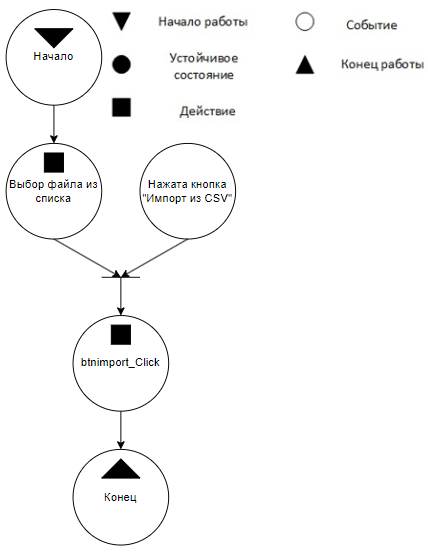 Начало
Начало работы
Событие
Устойчивое
состояние
Конец работы
Действие
Выбор файла из
списка
Нажата кнопка
"Импорт из CSV"
btnimport_Click
Конец